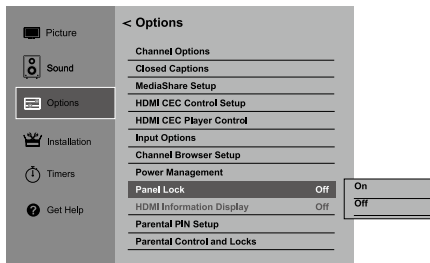 Picture
Sound
Options
Installation
Timers
Get Help
< Options
Channel Options
Closed Captions
MediaShare Setup
HDMI CEC Control Setup
HDMI CEC Player Control
Input Options
Channel Browser Setup
Power Management
Panel Lock Off
HDMI Information Display Off
Parental PIN Setup
Parental Control and Locks
On
Off